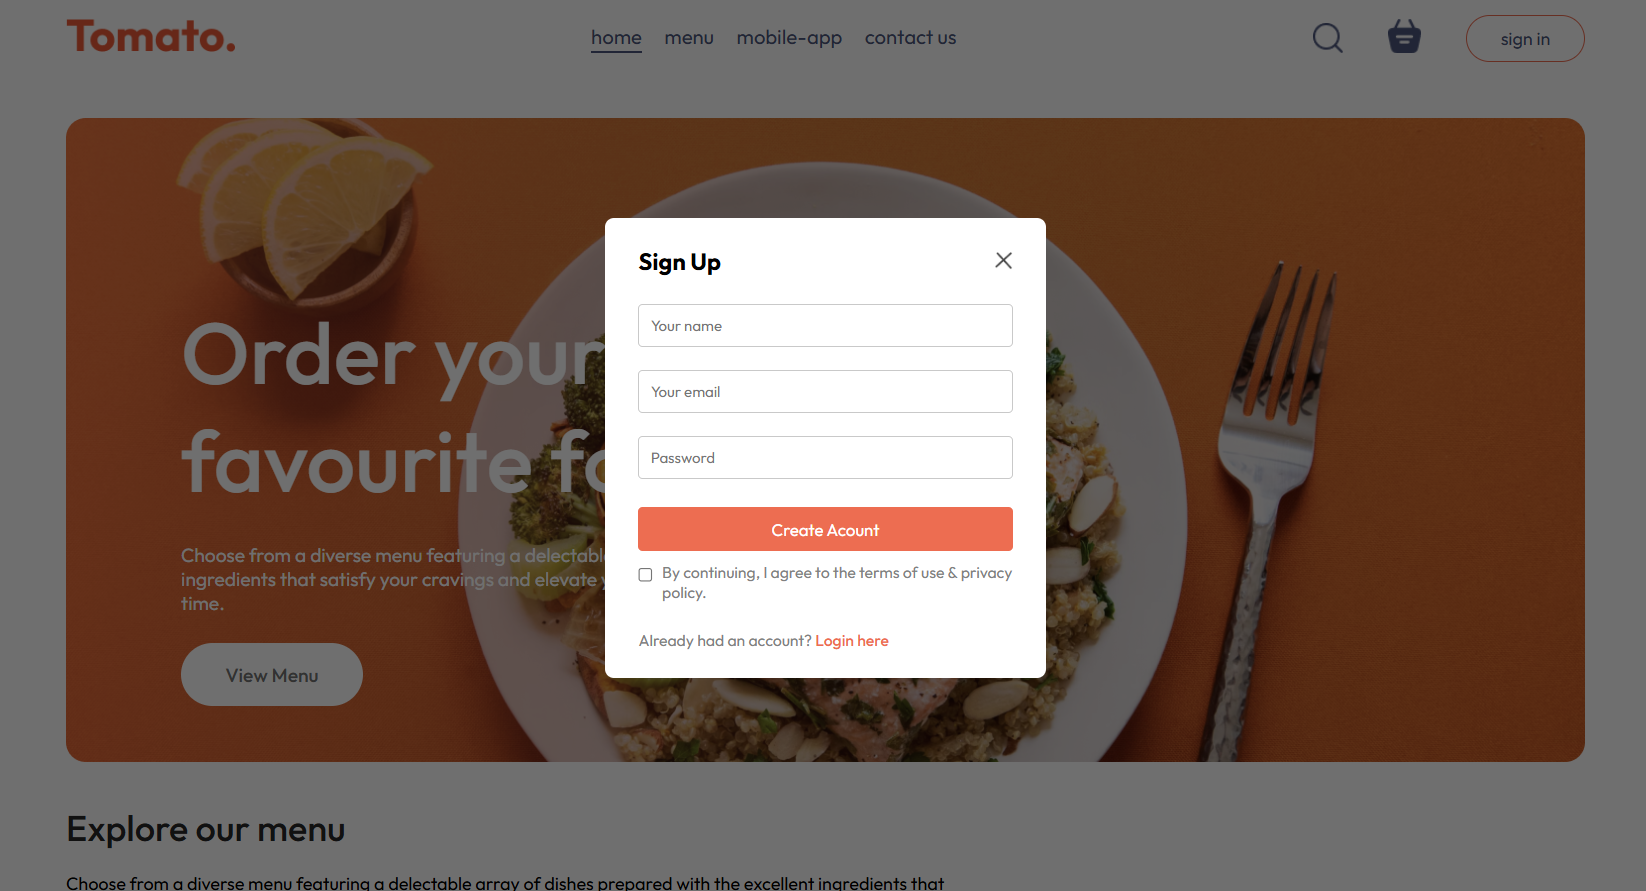 Tomato.
home menu mobile-app contact us
sign in
Order your
favourite fo
Choose from a diverse menu featuring a delectable
ingredients that satisfy your cravings and elevate
time.
View Menu
Sign Up
Your name
Your email
Password
Create Acount
By continuing, I agree to the terms of use & privacy
policy.
Already had an account? Login here
Explore our menu
Choose from a diverse menu featuring a delectable array of dishes prepared with the excellent ingredients that